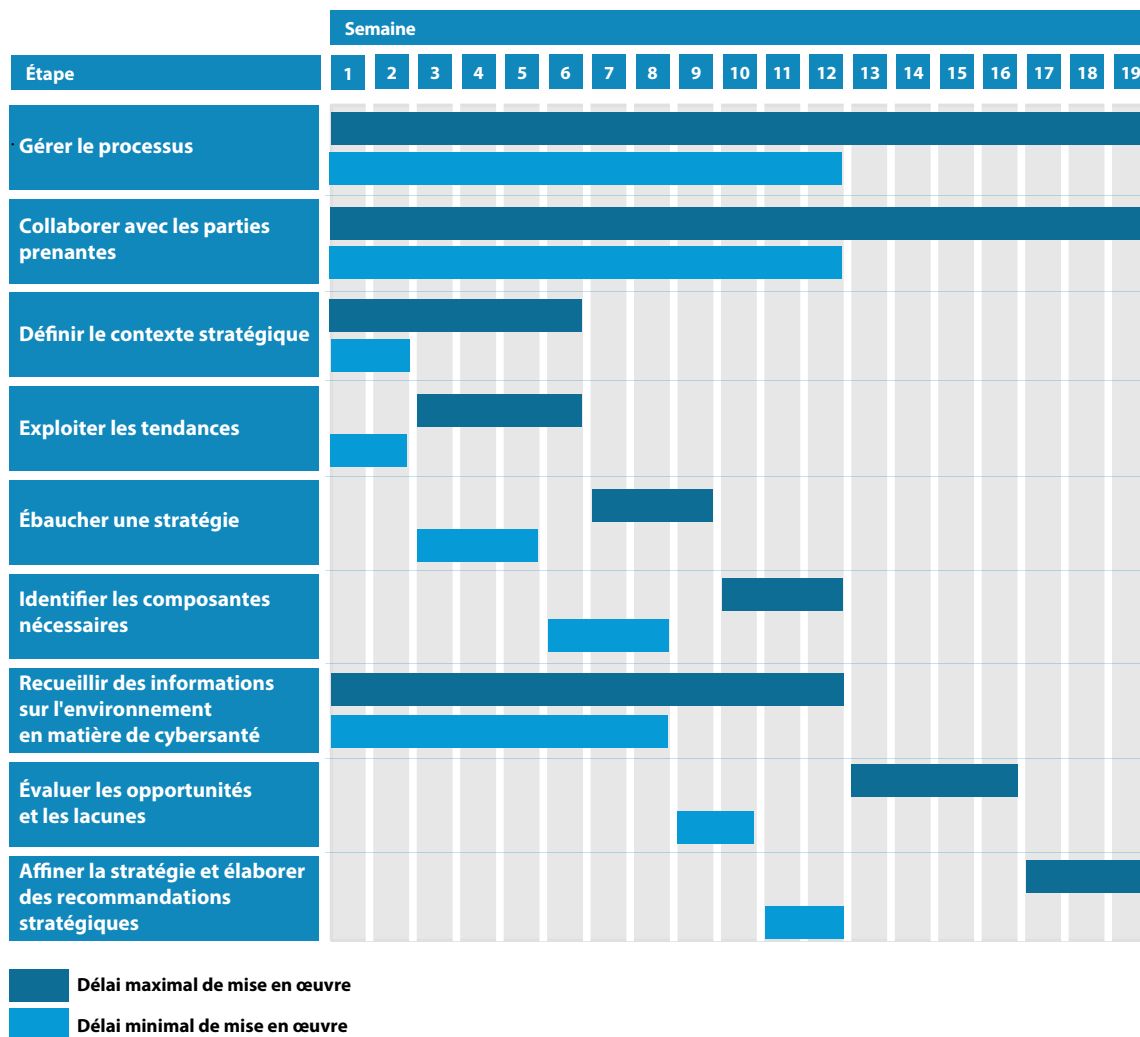 Semaine
Étape
1 2 3 4 5 6 7 8 9 10 11 12 13 14 15 16 17 18 19
Gérer le processus
Collaborer avec les parties
prenantes
Définir le contexte stratégique
Exploiter les tendances
Ébaucher une stratégie
Identifier les composantes
nécessaires
Recueillir des informations
sur l'environnement
en matière de cybersanté
Évaluer les opportunités
et les lacunes
Affiner la stratégie et élaborer
des recommandations
stratégiques
Délai maximal de mise en œuvre
Délai minimal de mise en œuvre